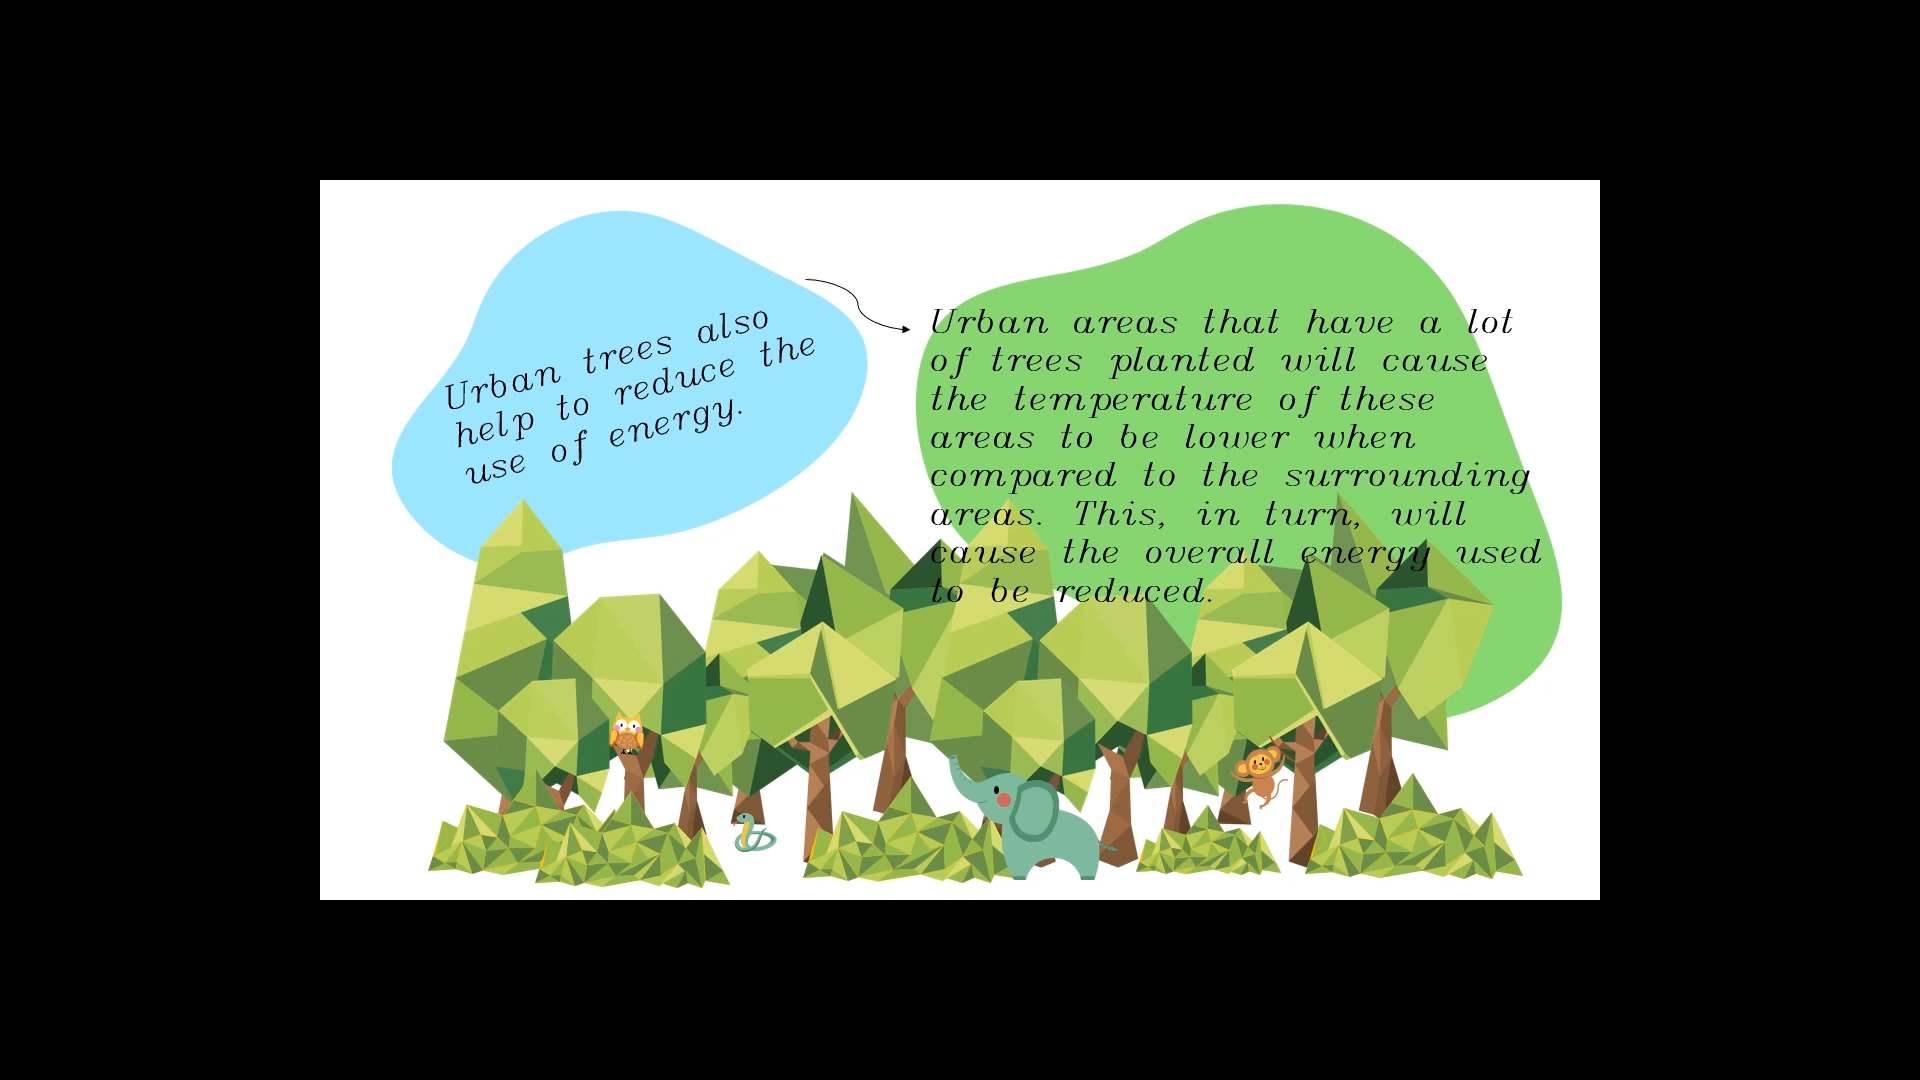 Urban trees also
help to reduce the
use of energy.
Urban areas that have a lot
of trees planted will cause
the temperature of these
areas to be lower when
compared to the surrounding
areas. This, in turn, will
cause the overall energy used
to be reduced.